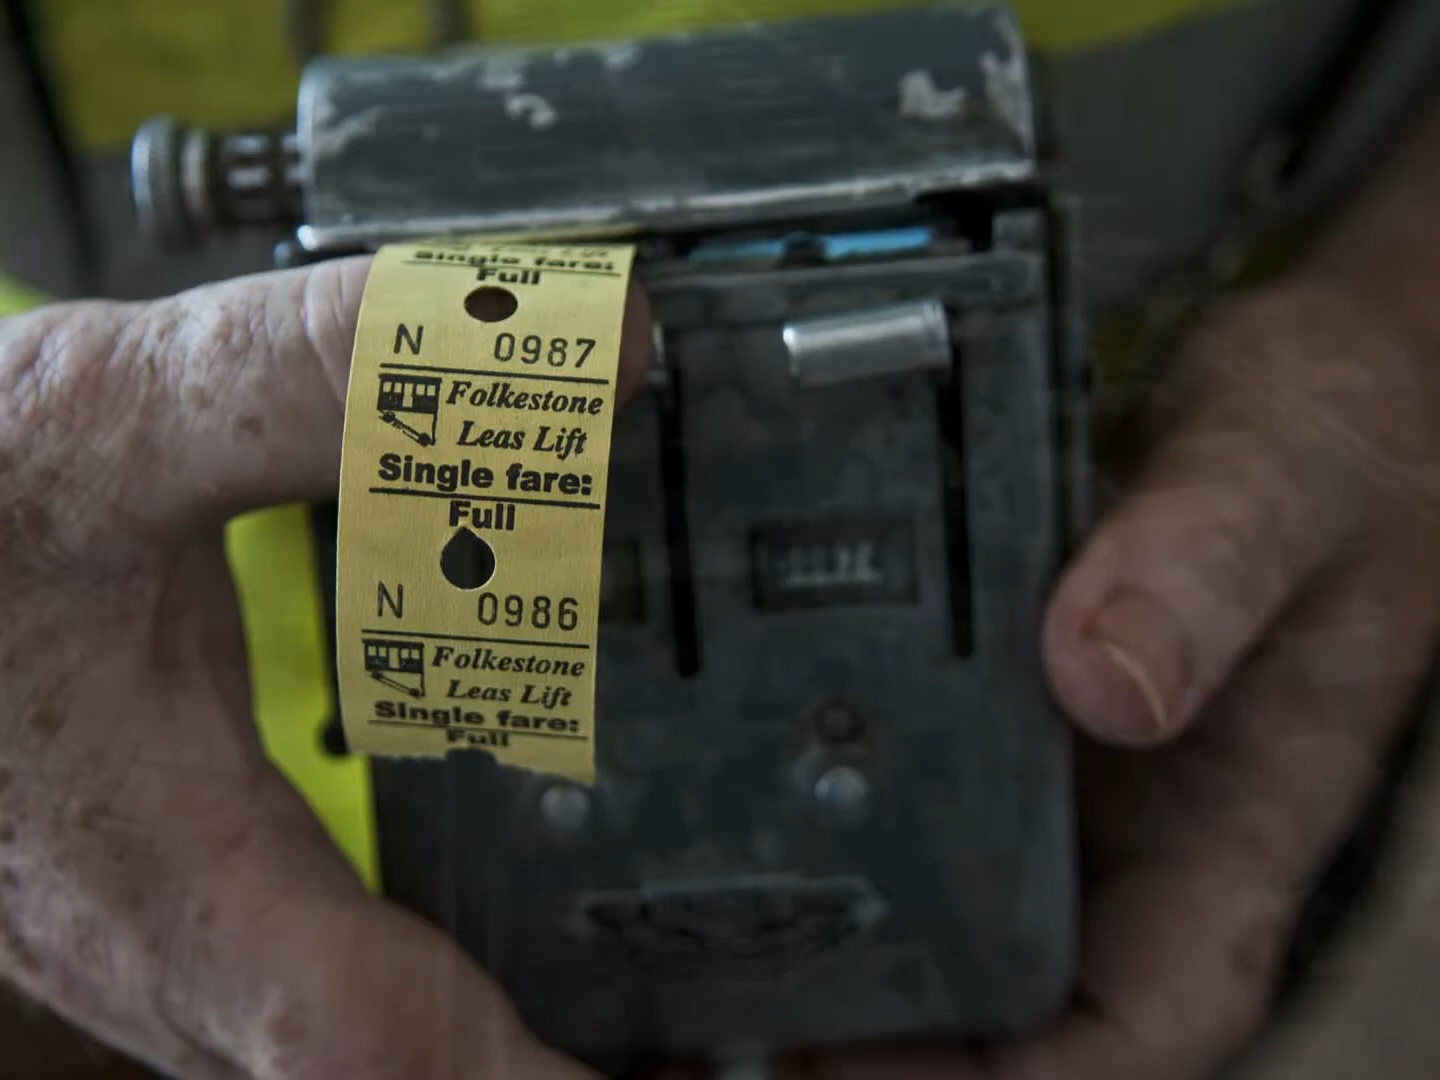 Single fare:
Full
N 0987
Folkestone
Leas Lift
Single fare:
Full
N 0986
Folkestone
Leas Lift
Single fare:
Full